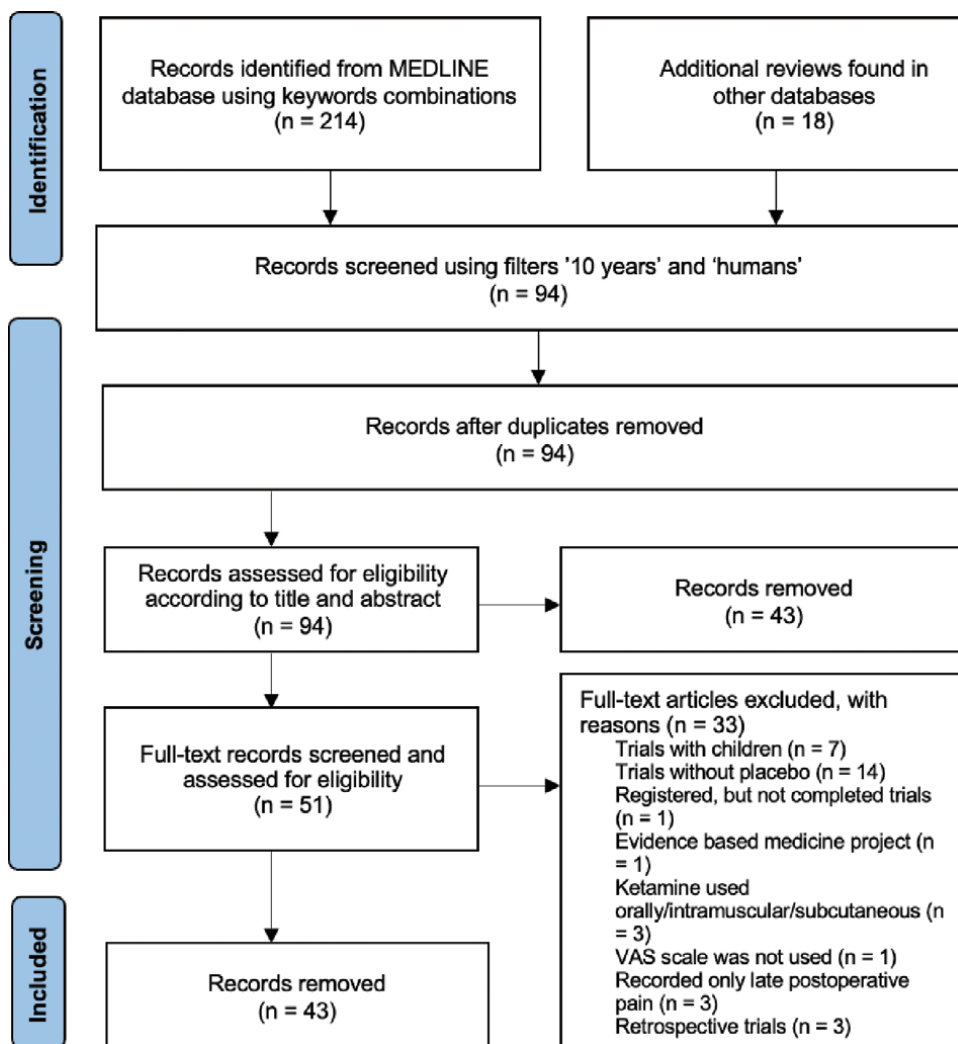 Identification
Records identified from MEDLINE
database using keywords combinations
(n = 214)
Additional reviews found in
other databases
(n = 18)
Records screened using filters '10 years' and ‘humans’
(n = 94)
Screening
Records after duplicates removed
(n = 94)
Records assessed for eligibility
according to title and abstract
(n = 94)
Records removed
(n = 43)
Full-text records screened and
assessed for eligibility
(n = 51)
Full-text articles excluded, with
reasons (n = 33)
Trials with children (n = 7)
Trials without placebo (n = 14)
Registered, but not completed trials
(n = 1)
Evidence based medicine project (n
= 1)
Ketamine used
orally/intramuscular/subcutaneous (n
= 3)
VAS scale was not used (n = 1)
Recorded only late postoperative
pain (n = 3)
Retrospective trials (n = 3)
Included
Records removed
(n = 43)